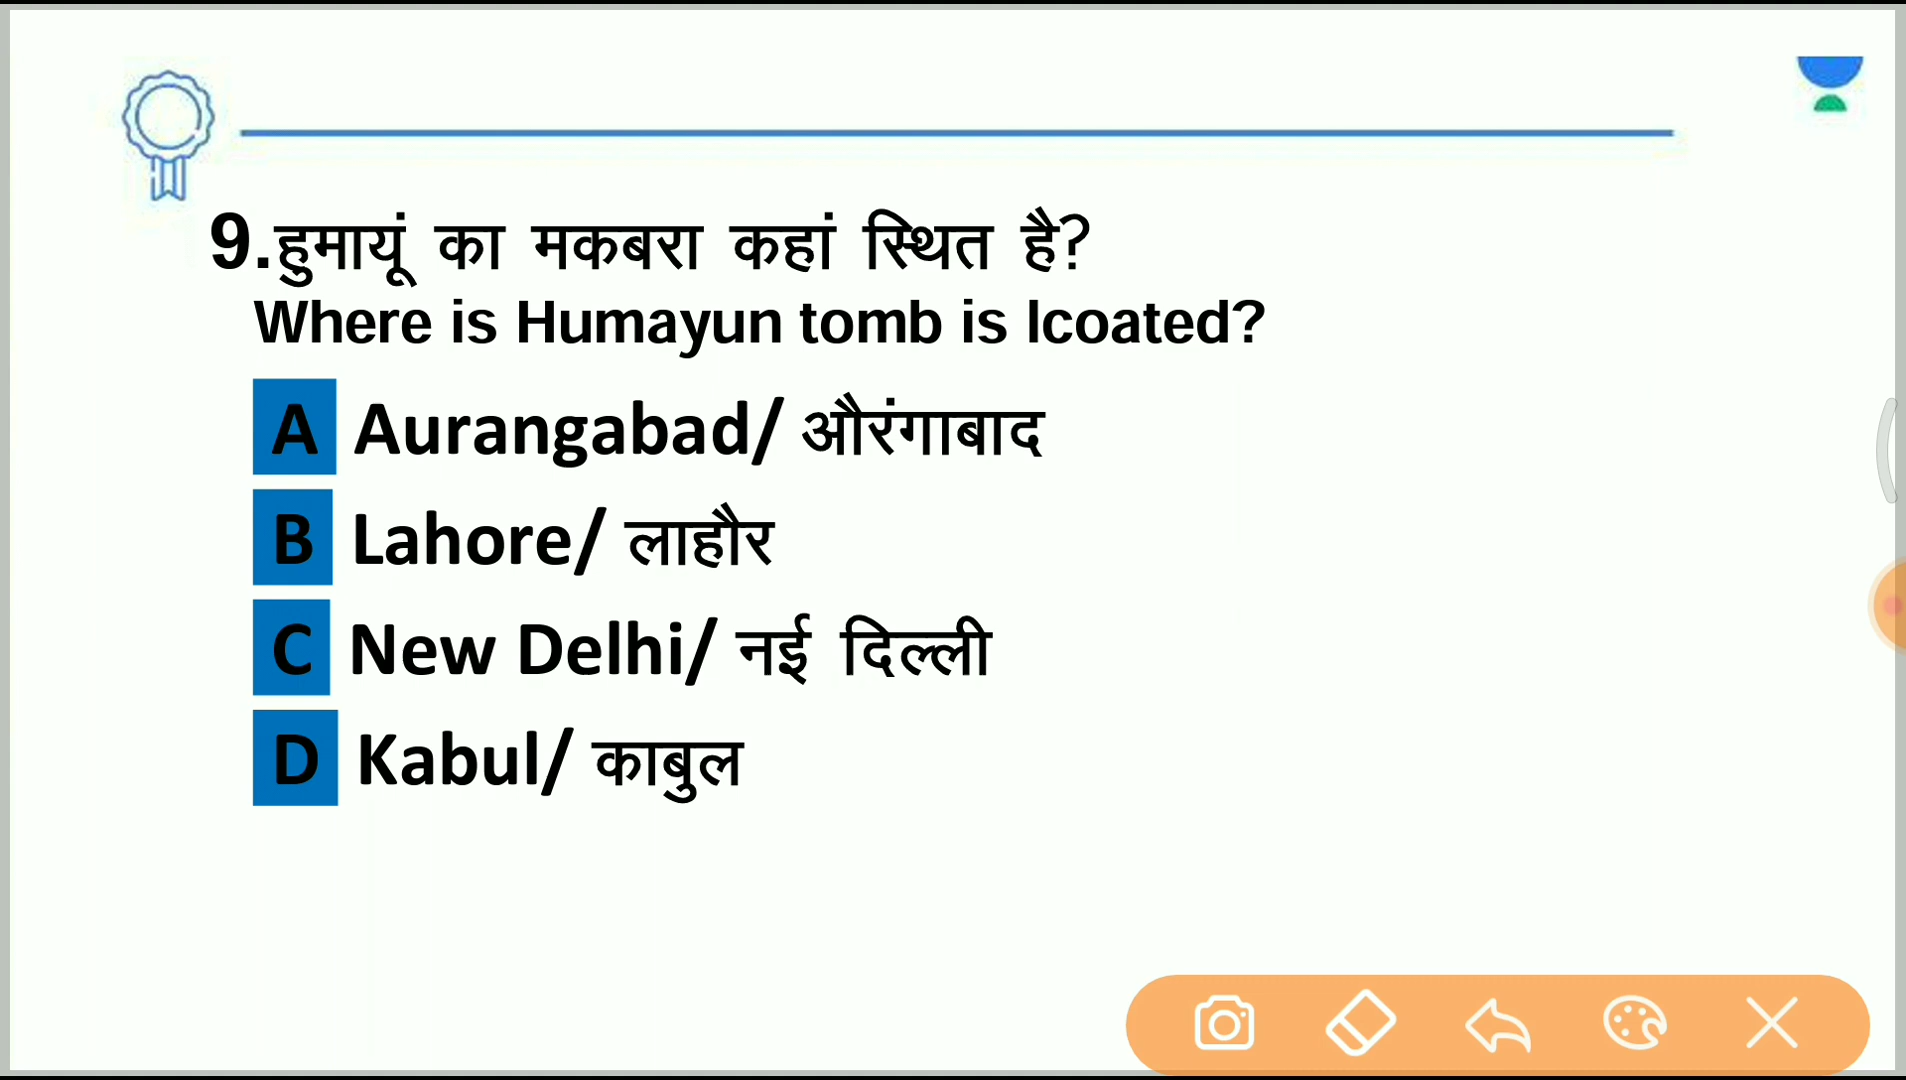 9.हुमायूं का मकबरा कहां स्थित है?
Where is Humayun tomb is lcoated?
A Aurangabad/ औरंगाबाद
B Lahore/ लाहौर
C New Delhi/ नई दिल्ली
D Kabul/ काबुल